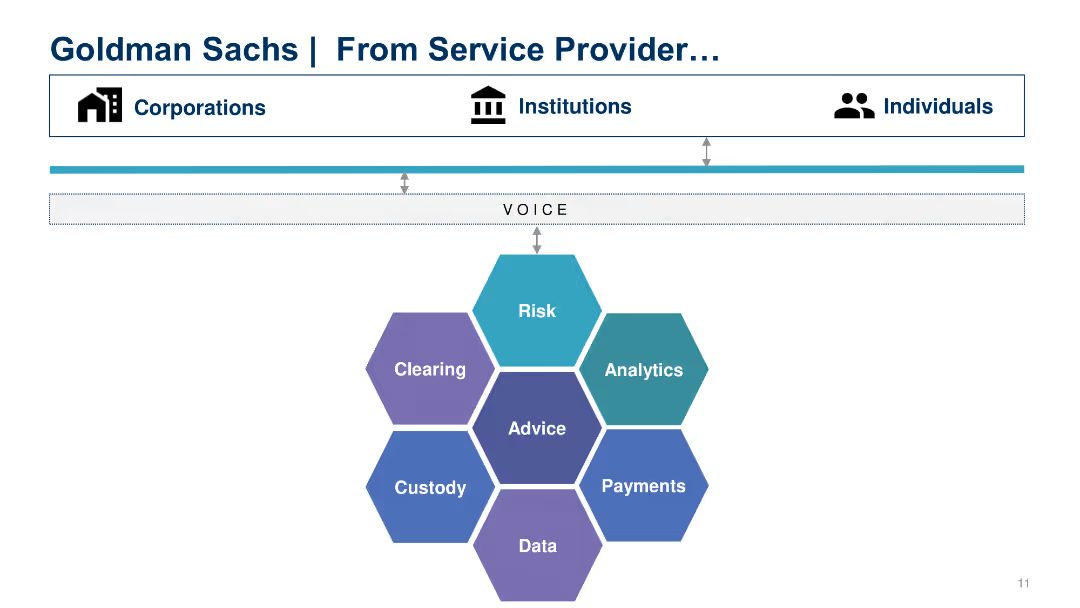 Goldman Sachs | From Service Provider…
Corporations
Institutions
Individuals
VOICE
Risk
Clearing
Analytics
Advice
Custody
Payments
Data
11